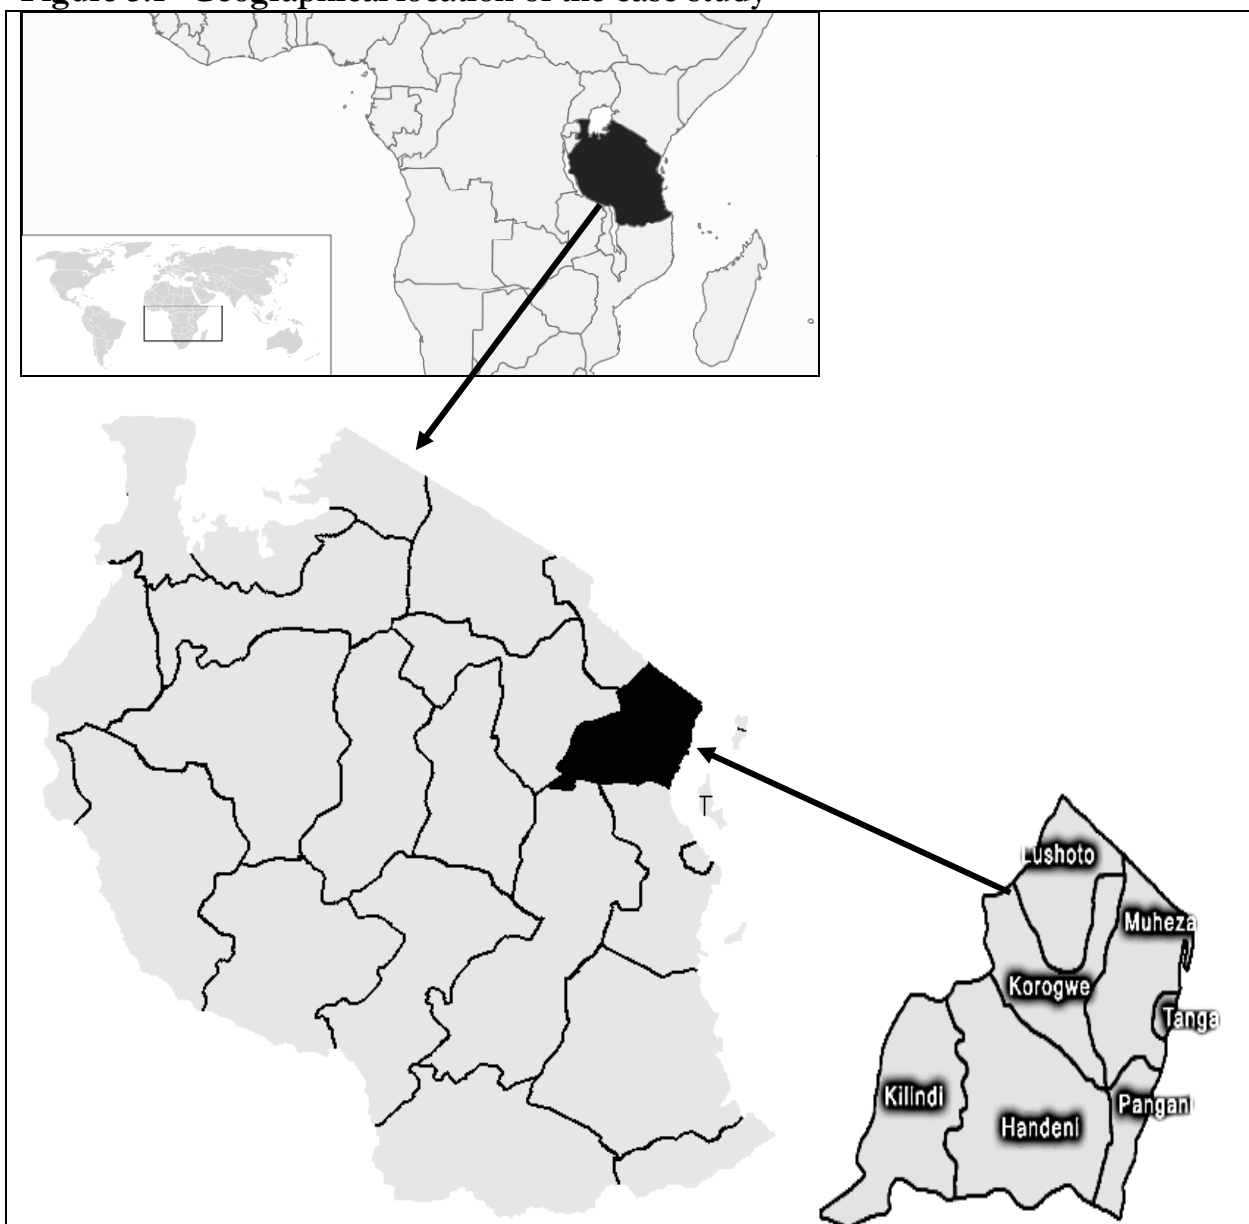 Figure 3.1 Geographical location of the case study
T
Lushoto
Muheza
Korogwe
Tanga
Kilindi
Pangani
Handeni